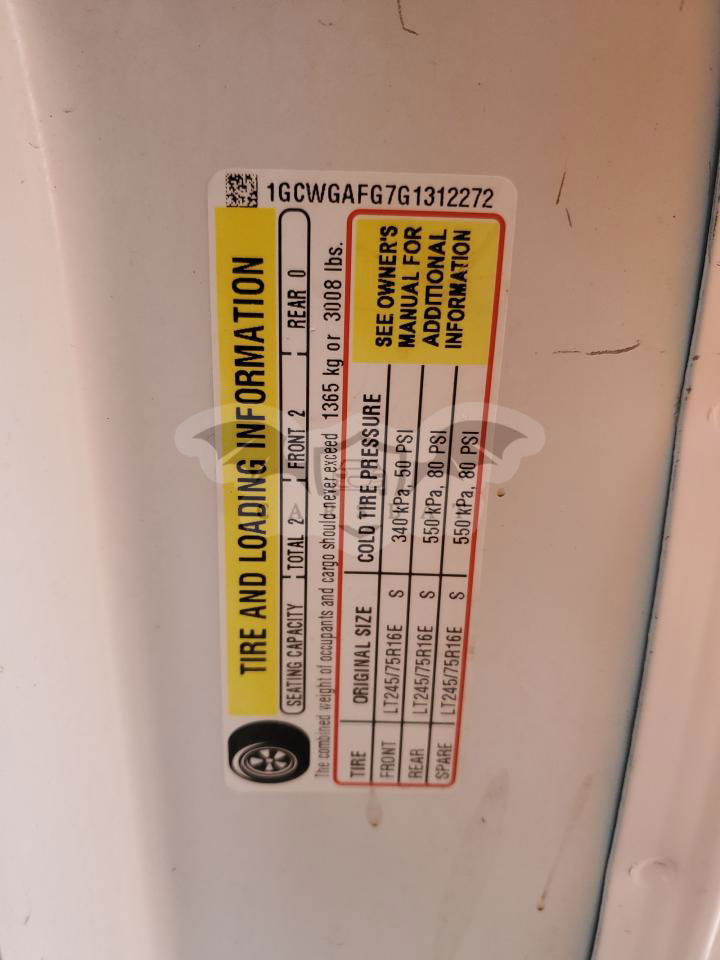 1GCWGAFG7G1312272
TIRE AND LOADING INFORMATION
SEATING CAPACITY TOTAL 2 FRONT 2 REAR 0
The combined weight of occupants and cargo should never exceed 1365 kg or 3008 lbs.
TIRE ORIGINAL SIZE COLD TIRE PRESSURE
FRONT LT245/75R16E S 340 kPa, 50 PSI
REAR LT245/75R16E S 550 kPa, 80 PSI
SPARE LT245/75R16E S 550 kPa, 80 PSI
SEE OWNER'S
MANUAL FOR
ADDITIONAL
INFORMATION